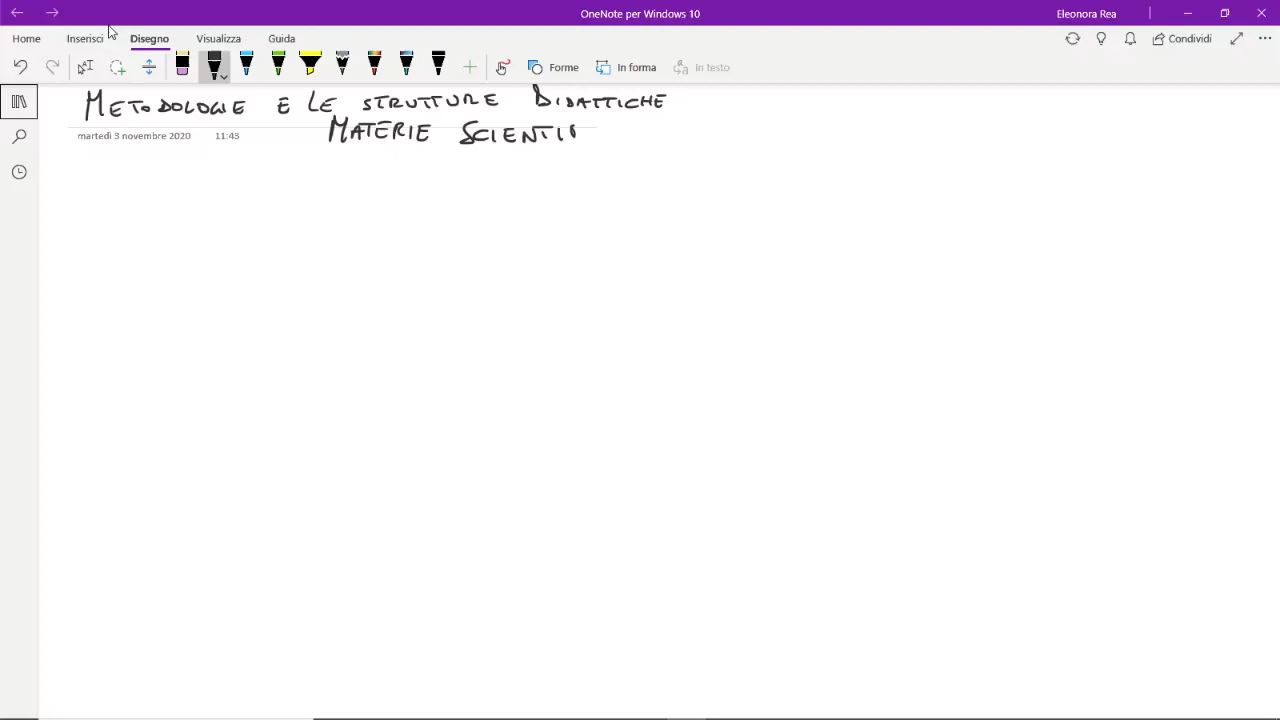 OneNote per Windows 10
Eleonora Rea
Home Inserisci Disegno Visualizza Guida
Condividi
Forme In forma In testo
METODOLOGIE E LE STRUTTURE DIDATTICHE
MATERIE SCIENTI
martedì 3 novembre 2020 11:43